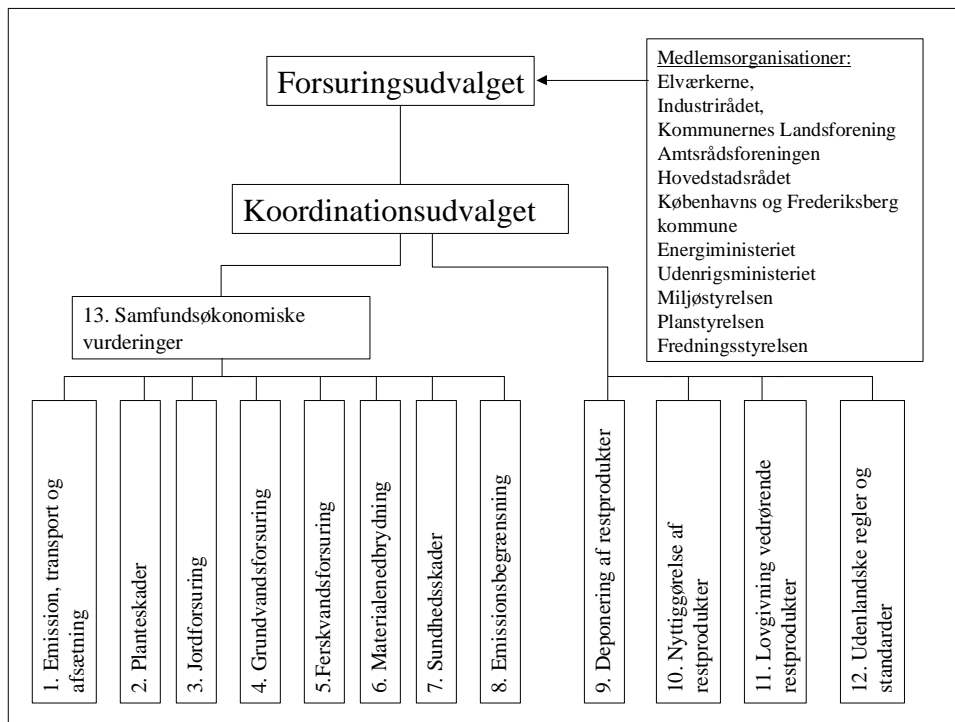 Forsuringsudvalget
Medlemsorganisationer:
Elværkerne,
Industrirådet,
Kommunernes Landsforening
Amtsrådsforeningen
Hovedstadsrådet
Københavns og Frederiksberg
kommune
Energiministeriet
Udenrigsministeriet
Miljøstyrelsen
Planstyrelsen
Fredningsstyrelsen
Koordinationsudvalget
13. Samfundsøkonomiske
vurderinger
1. Emission, transport og
afsætning
2. Planteskader
3. Jordforsuring
4. Grundvandsforsuring
5.Ferskvandsforsuring
6. Materialenedbrydning
7. Sundhedsskader
8. Emissionsbegrænsning
9. Deponering af restprodukter
10. Nyttiggørelse af
restprodukter
11. Lovgivning vedrørende
restprodukter
12. Udenlandske regler og
standarder